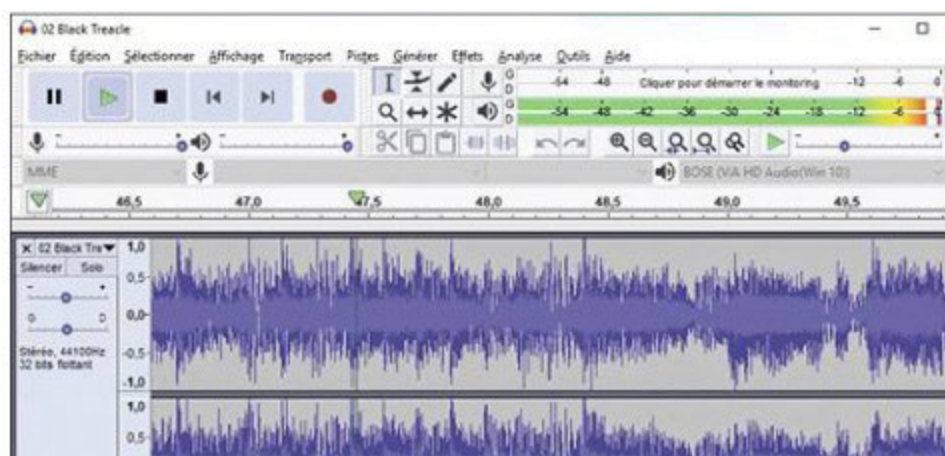 02 Black Treacle
Fichier Édition Sélectionner Affichage Transport Pistes Générer Effets Analyse Outils Aide
G D -54 -48 Cliquer pour démarrer le monitoring -12 -6 0
G D -54 -48 -42 -36 -30 -24 -18 -12 -6 0
MME BOSE (VIA HD Audio(Win 10))
46,5 47,0 47,5 48,0 48,5 49,0 49,5
X 02 Black Tre
Silencer Solo
- +
G D
Stéréo, 44100Hz
32 bits flottant
1,0
0,5
0,0
-0,5
-1,0
1,0
0,5